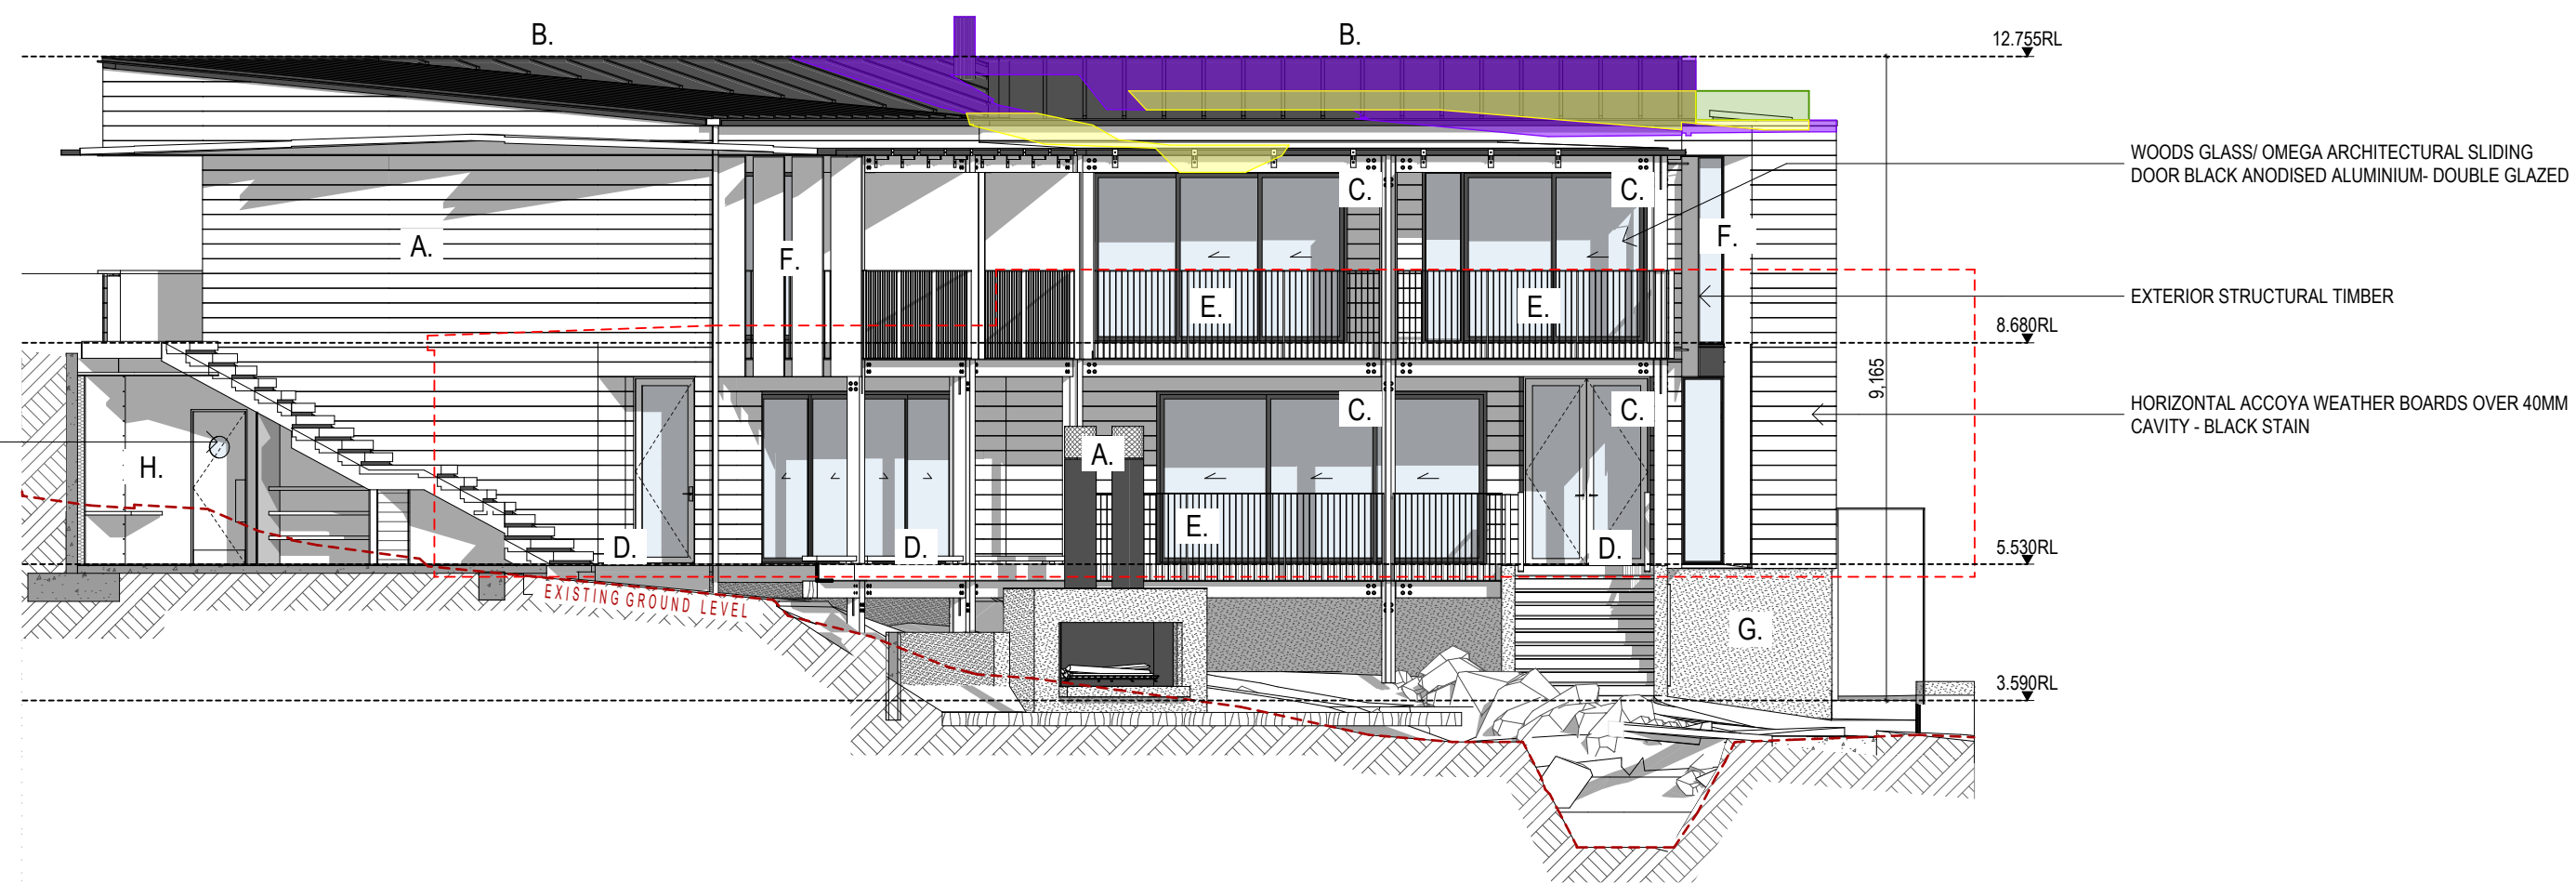 B.
B.
12.755RL
WOODS GLASS/ OMEGA ARCHITECTURAL SLIDING
DOOR BLACK ANODISED ALUMINIUM- DOUBLE GLAZED
C.
C.
A.
F.
F.
E.
E.
EXTERIOR STRUCTURAL TIMBER
8.680RL
9,165
HORIZONTAL ACCOYA WEATHER BOARDS OVER 40MM
CAVITY - BLACK STAIN
C.
C.
A.
H.
E.
D.
D.
D.
5.530RL
EXISTING GROUND LEVEL
G.
3.590RL